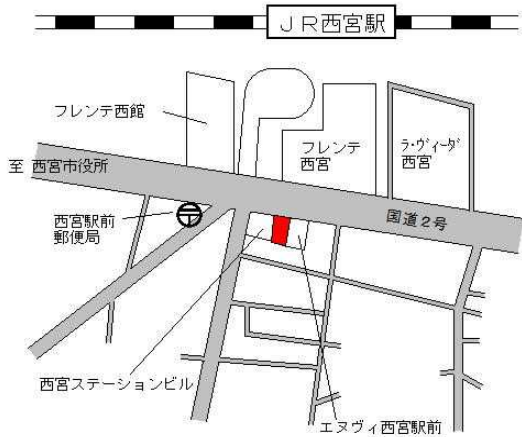 JR西宮駅
フレンテ西館
フレンテ
西宮
ラ・ヴィーダ
西宮
至 西宮市役所
西宮駅前
郵便局
国道2号
西宮ステーションビル
エヌヴィ西宮駅前